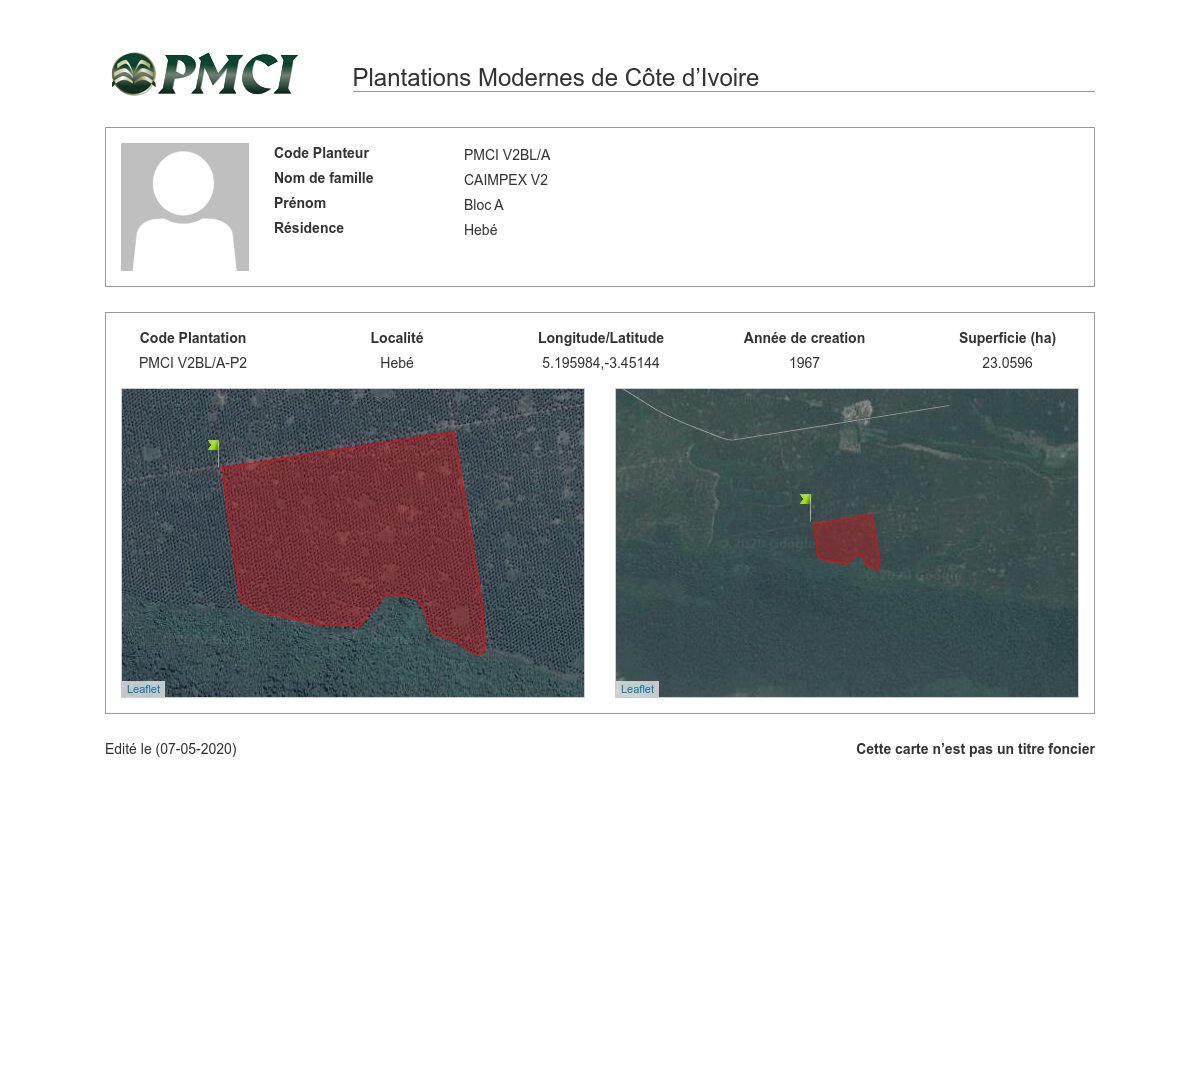 PMCI
Plantations Modernes de Côte d’Ivoire
Code Planteur PMCI V2BL/A
Nom de famille CAIMPEX V2
Prénom Bloc A
Résidence Hebé
Code Plantation Localité Longitude/Latitude Année de creation Superficie (ha)
PMCI V2BL/A-P2 Hebé 5.195984,-3.45144 1967 23.0596
© 2020 Google
© 2020 Google
Leaflet Leaflet
Edité le (07-05-2020) Cette carte n’est pas un titre foncier